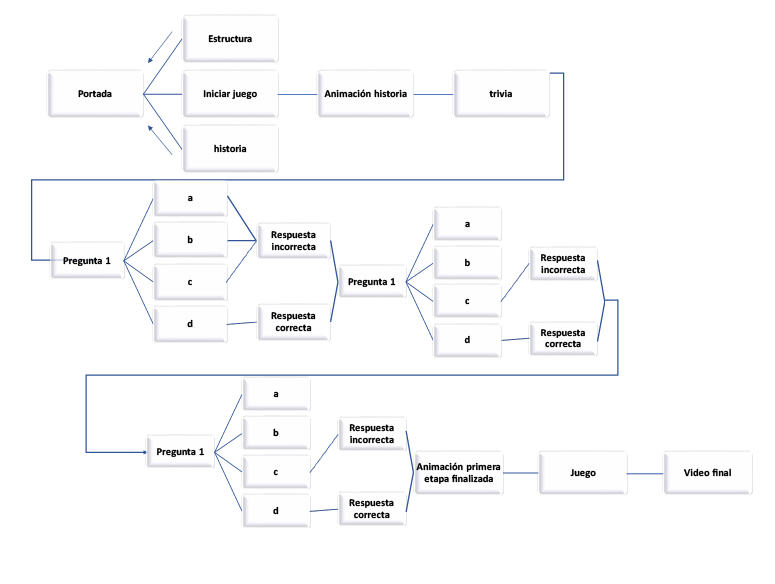 Estructura
Portada
Iniciar juego
Animación historia
trivia
historia
Pregunta 1
a
b
c
d
Respuesta
incorrecta
Respuesta
correcta
Pregunta 1
a
b
c
d
Respuesta
incorrecta
Respuesta
correcta
Pregunta 1
a
b
c
d
Respuesta
incorrecta
Respuesta
correcta
Animación primera
etapa finalizada
Juego
Video final